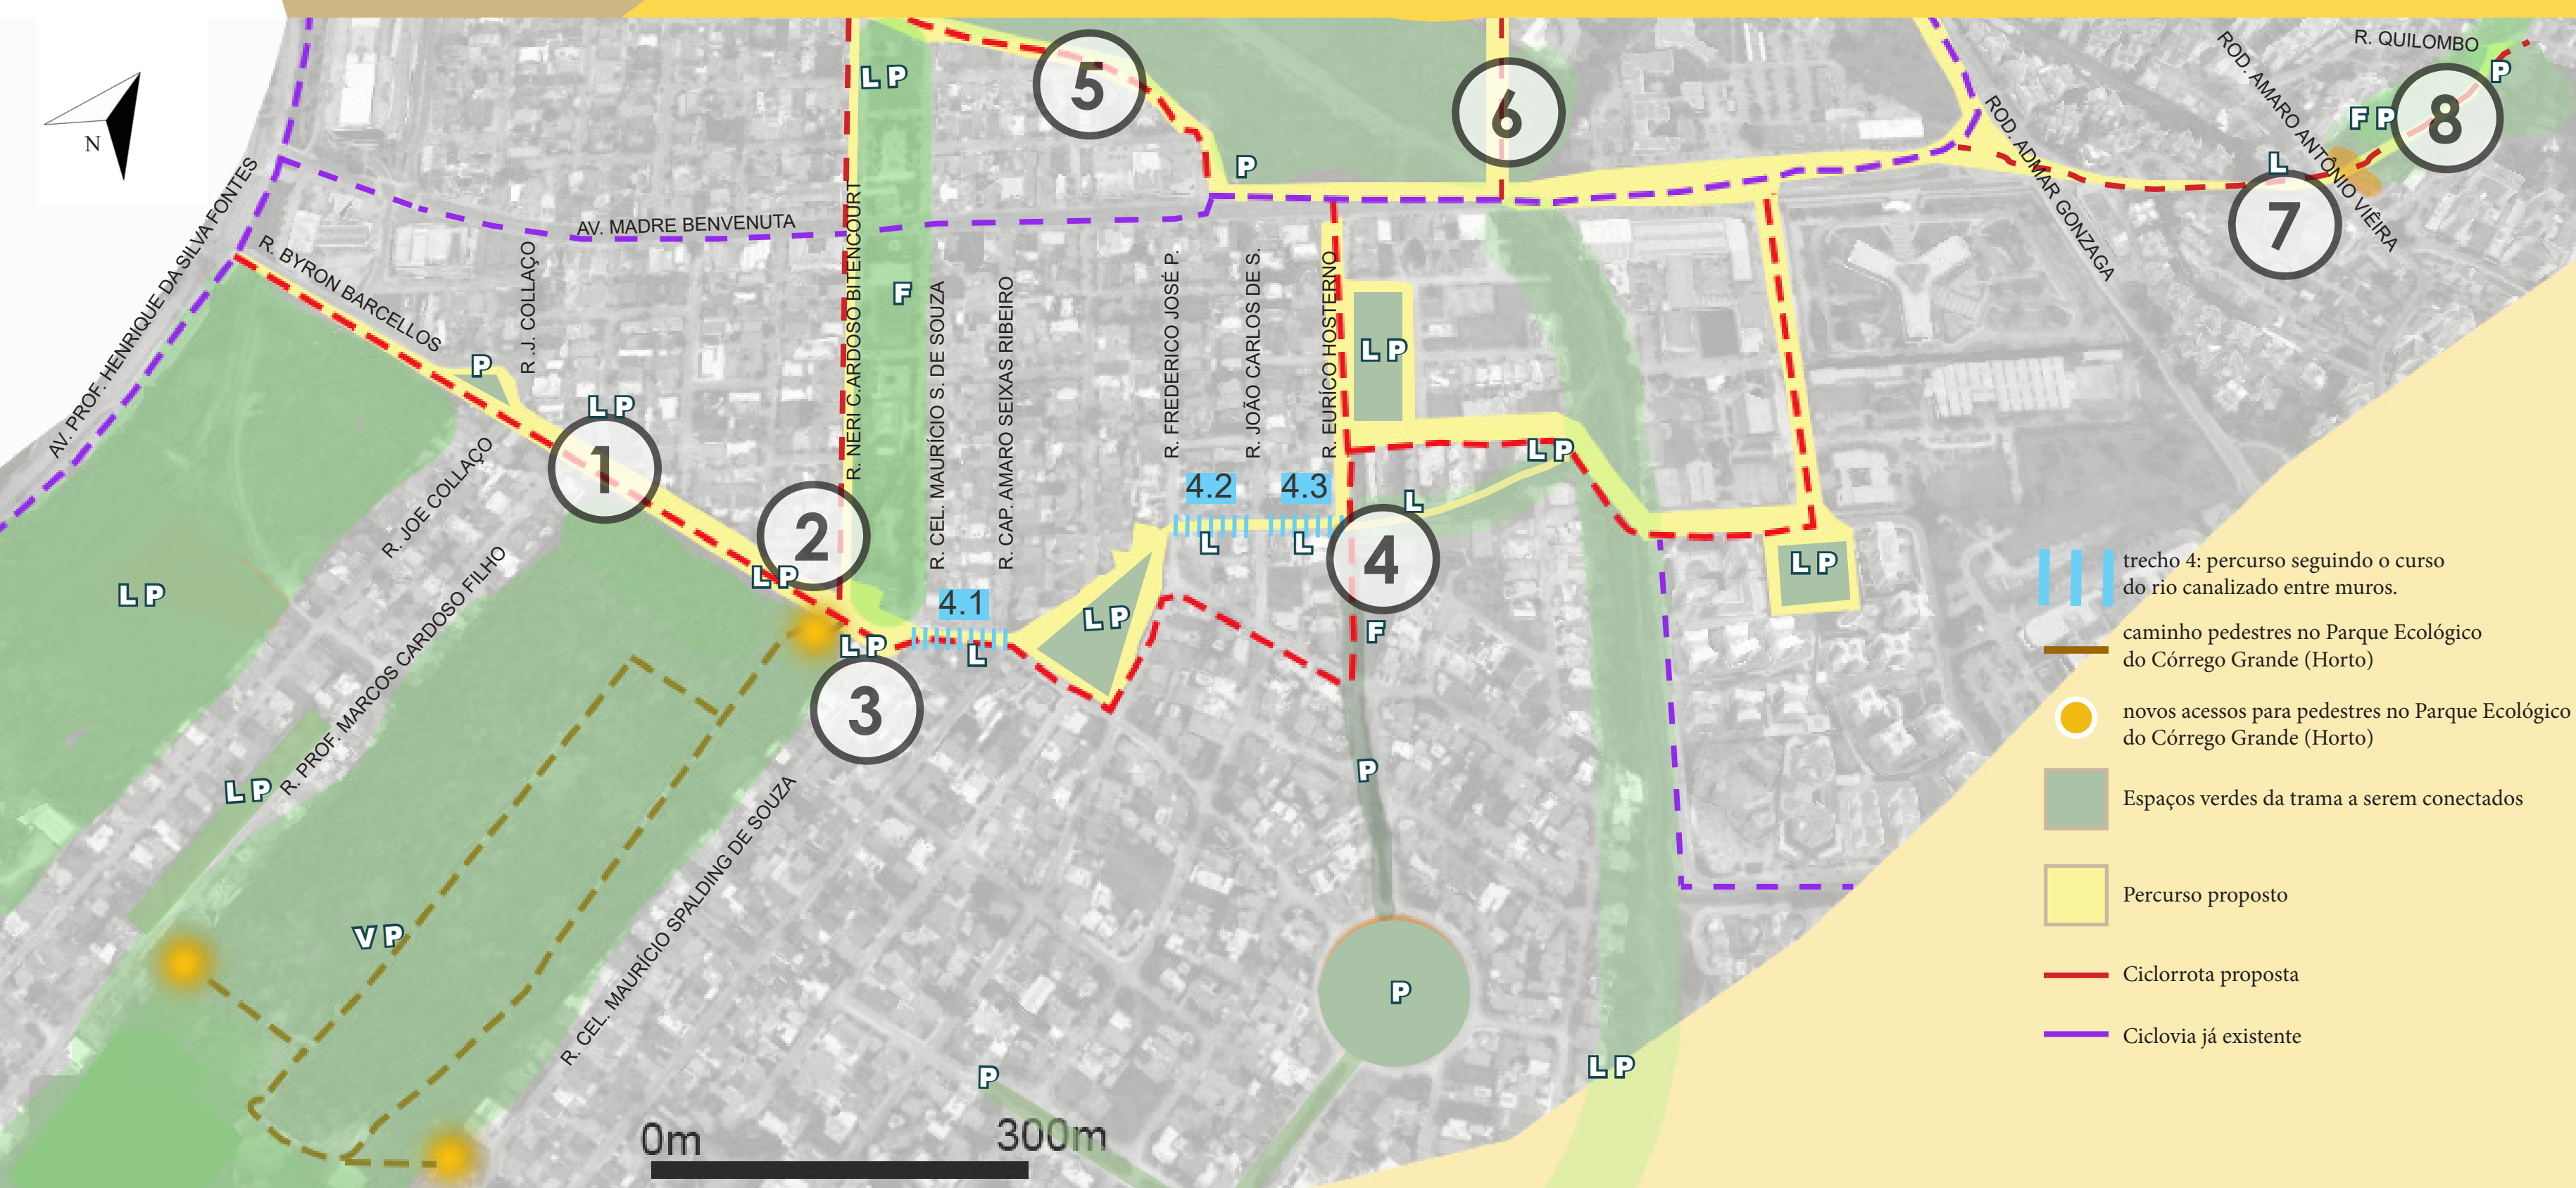 N
AV. PROF. HENRIQUE DA SILVA FONTES
R. BYRON BARCELLOS
AV. MADRE BENVENUTA
R .J. COLLAÇO
R. JOE COLLAÇO
R. PROF. MARCOS CARDOSO FILHO
R. CEL. MAURÍCIO SPALDING DE SOUZA
R. NERI C.ARDOSO BITENCOURT
R. CEL. MAURÍCIO S. DE SOUZA
R. CAP. AMARO SEIXAS RIBEIRO
R. FREDERICO JOSÉ P.
R. JOÃO CARLOS DE S.
R. EURÍCO HOSTERNO
ROD. ADMAR GONZAGA
ROD. AMARO ANTÔNIO VIÊIRA
R. QUILOMBO
1
2
3
4
5
6
7
8
4.1
4.2
4.3
L P
F
P
L P
L P
L P
L P
L
L P
L
L
L
L P
L P
L P
F
P
P
P
P
L P
L P
L P
V P
L
F P
P
0m
300m
trecho 4: percurso seguindo o curso
do rio canalizado entre muros.
caminho pedestres no Parque Ecológico
do Córrego Grande (Horto)
novos acessos para pedestres no Parque Ecológico
do Córrego Grande (Horto)
Espaços verdes da trama a serem conectados
Percurso proposto
Ciclorrota proposta
Ciclovia já existente